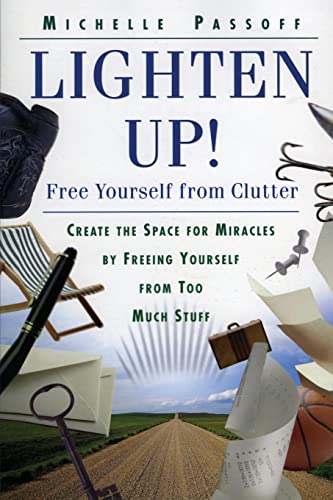 MICHELLE PASSOFF
LIGHTEN
UP!
Free Yourself from Clutter
CREATE THE SPACE FOR MIRACLES
BY FREEING YOURSELF
FROM TOO
MUCH STUFF